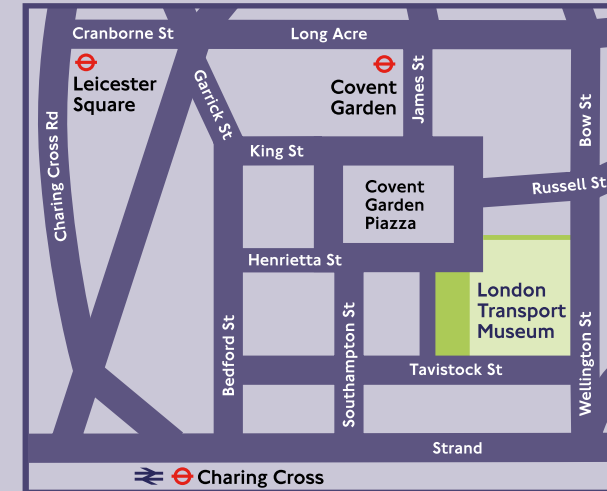 Cranborne St
Long Acre
Leicester
Square
Covent
Garden
James St
Garrick St
Bow St
Charing Cross Rd
King St
Covent
Garden
Piazza
Russell St
Henrietta St
London
Transport
Museum
Bedford St
Southampton St
Wellington St
Tavistock St
Strand
Charing Cross